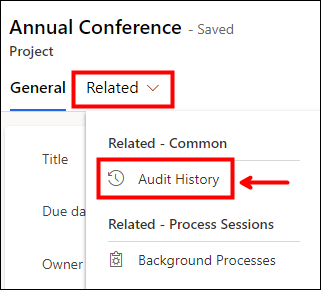 Annual Conference - Saved
Project
General Related
Related - Common
Title
Audit History
Due da
Related - Process Sessions
Owner
Background Processes